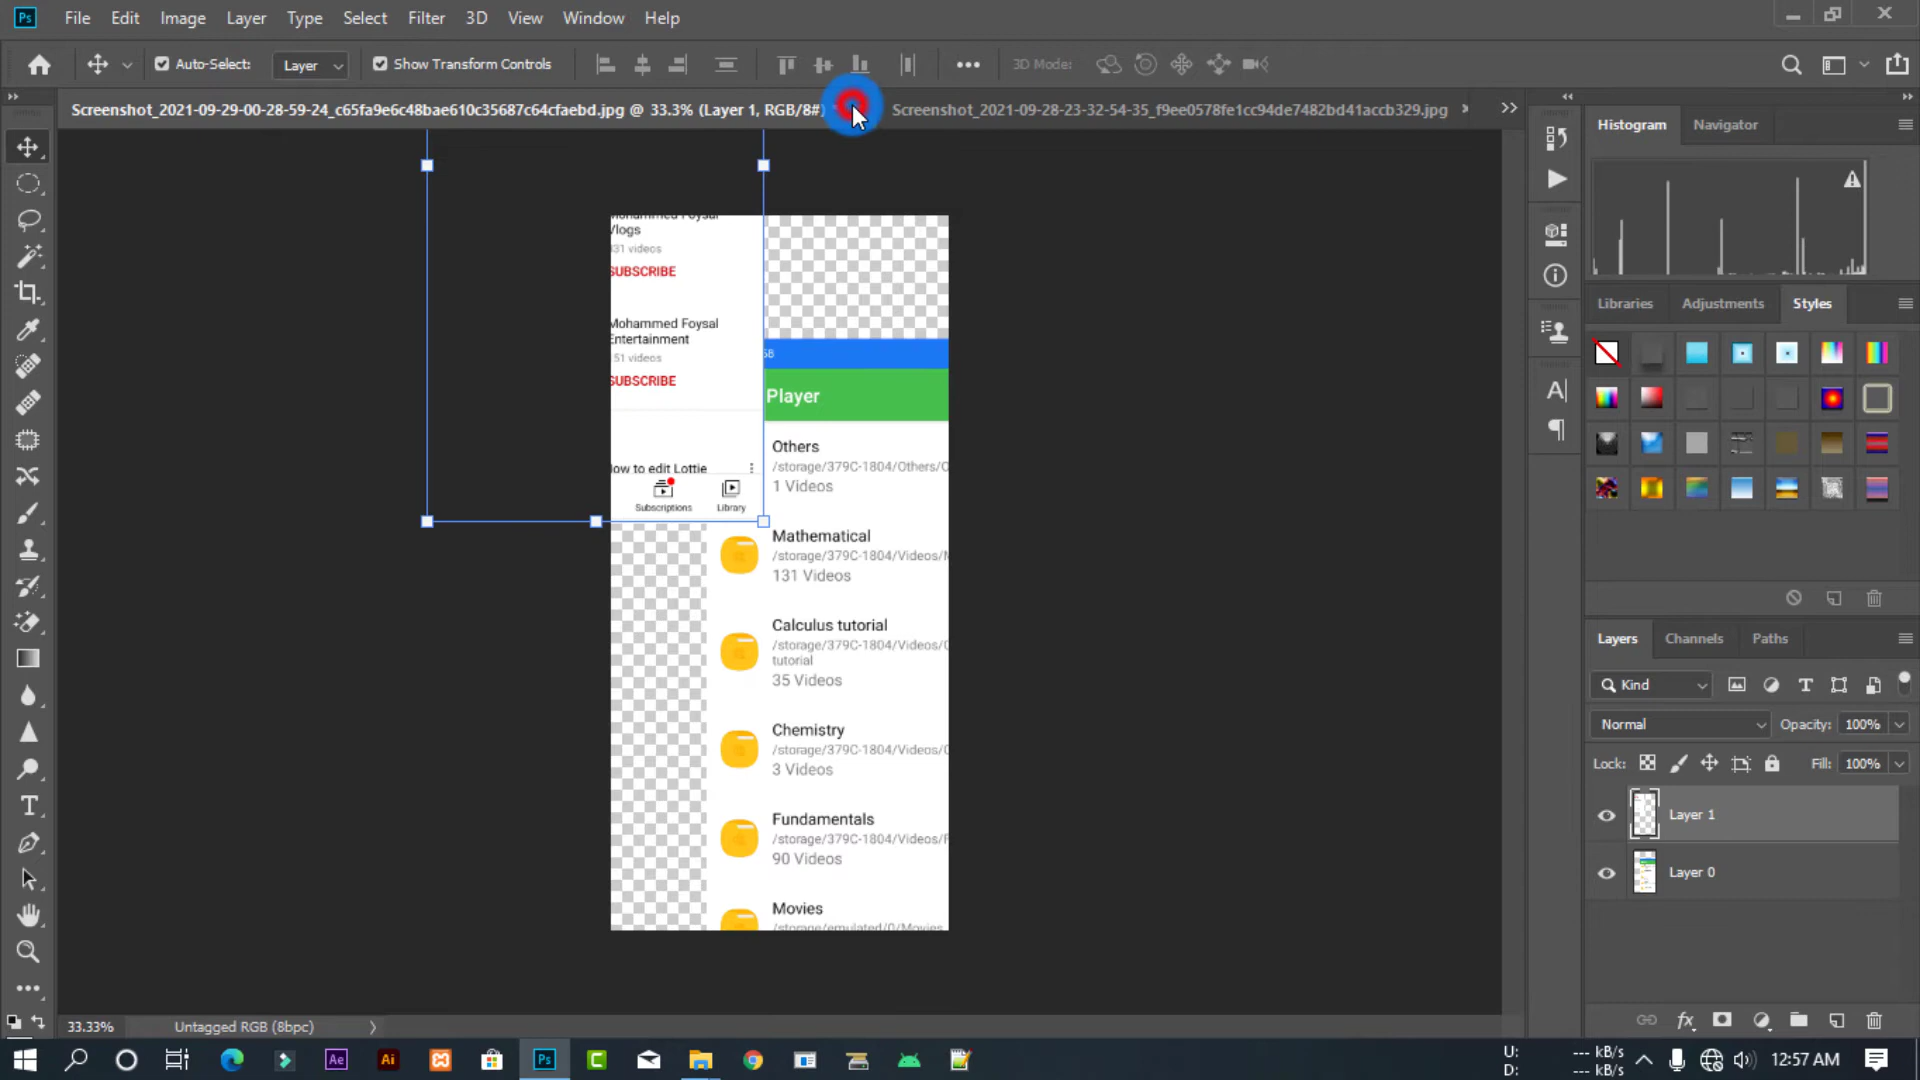 Ps File Edit Image Layer Type Select Filter 3D View Window Help
Auto-Select: Layer Show Transform Controls 3D Mode:
Screenshot_2021-09-29-00-28-59-24_c65fa9e6c48bae610c35687c64cfaebd.jpg @ 33.3% (Layer 1, RGB/8#)
Screenshot_2021-09-28-23-32-54-35_f9ee0578fe1cc94de7482bd41accb329.jpg ×
Histogram Navigator
Mohammed Foysal
Vlogs
31 videos
SUBSCRIBE
Mohammed Foysal
Entertainment
51 videos
SUBSCRIBE
How to edit Lottie
Subscriptions Library
58
Player
Others
/storage/379C-1804/Others/O
1 Videos
Mathematical
/storage/379C-1804/Videos/M
131 Videos
Calculus tutorial
/storage/379C-1804/Videos/C
tutorial
35 Videos
Chemistry
/storage/379C-1804/Videos/C
3 Videos
Fundamentals
/storage/379C-1804/Videos/F
90 Videos
Movies
/storage/emulated/0/Movies
Libraries Adjustments Styles
Layers Channels Paths
Kind
Normal Opacity: 100%
Lock: Fill: 100%
Layer 1
Layer 0
33.33% Untagged RGB (8bpc)
Ae Ai Ps C
U: --- kB/s
D: --- kB/s
12:57 AM